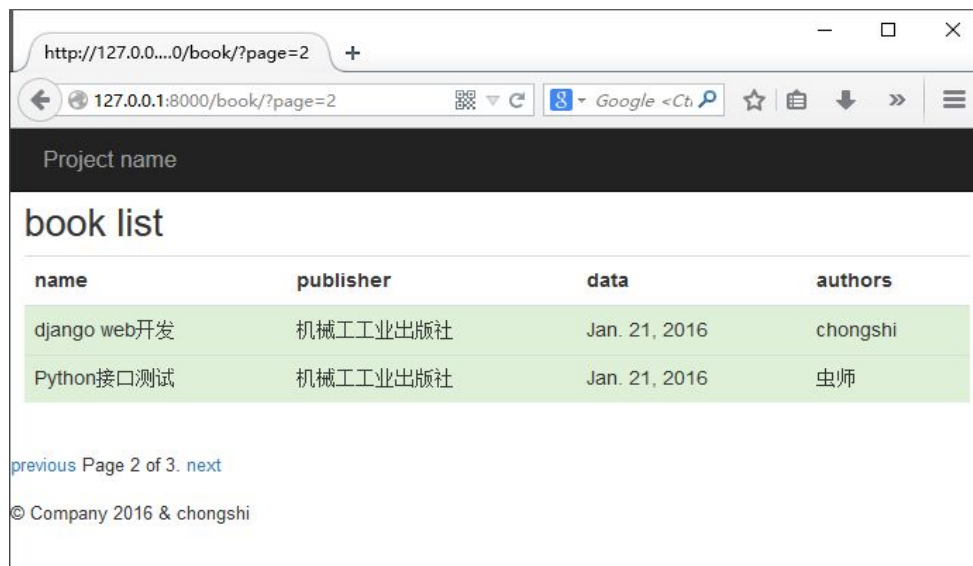 http://127.0.0....0/book/?page=2
127.0.0.1:8000/book/?page=2 Google <Ct
Project name
book list
name publisher data authors
django web开发 机械工工业出版社 Jan. 21, 2016 chongshi
Python接口测试 机械工工业出版社 Jan. 21, 2016 虫师
previous Page 2 of 3. next
© Company 2016 & chongshi